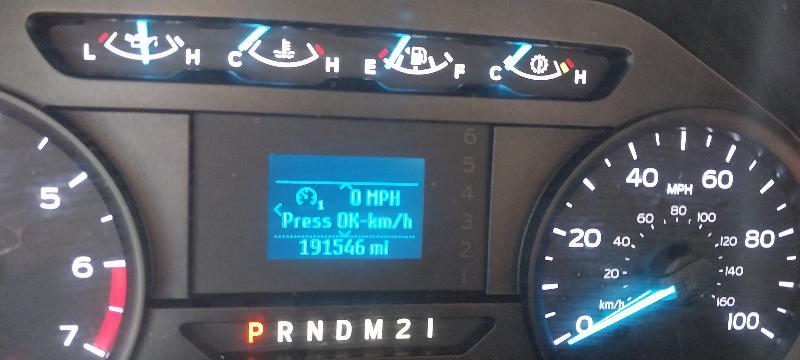 L H C H E F C H
5
6
7
6
5
4
3
2
1
1 0 MPH
Press OK-km/h
191546 mi
P R N D M 2 1
0 20 40 60 80 100
MPH
20 40 60 80 100 120 140 160
km/h